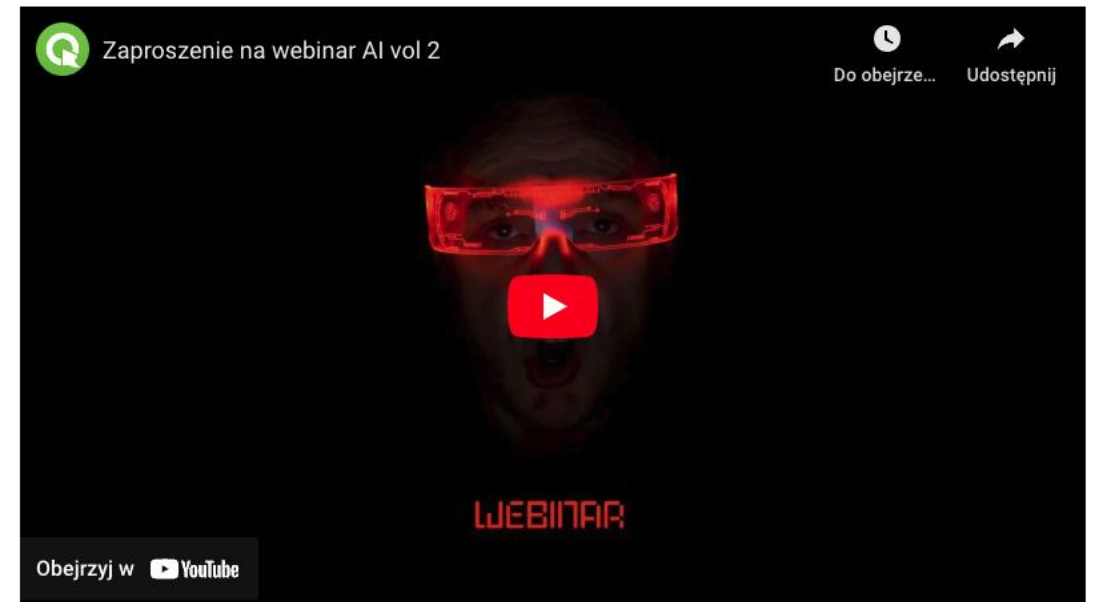 Zaproszenie na webinar AI vol 2
Do obejrze...
Udostępnij
WEBINAR
Obejrzyj w YouTube